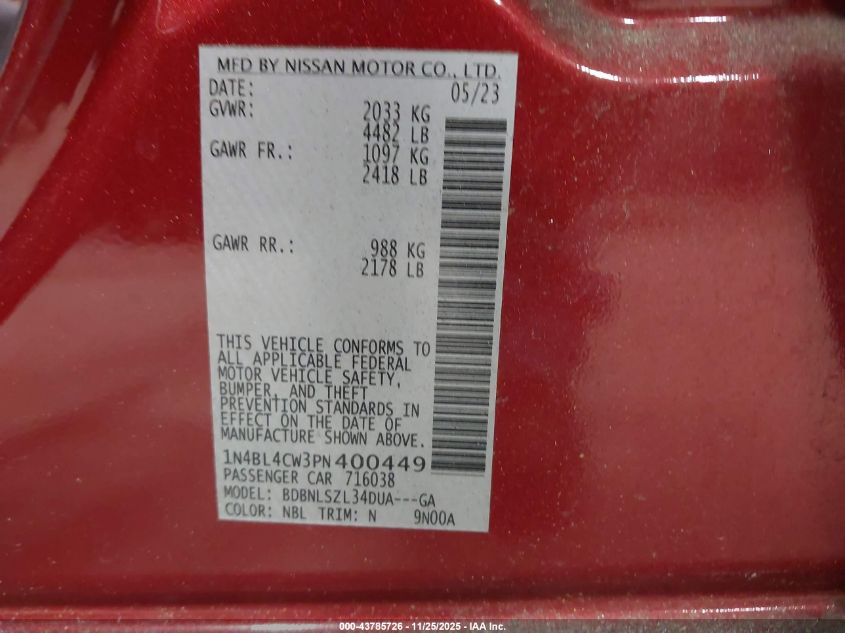 MFD BY NISSAN MOTOR CO., LTD.
DATE: 05/23
GVWR: 2033 KG
4482 LB
GAWR FR.: 1097 KG
2418 LB
GAWR RR.: 988 KG
2178 LB
THIS VEHICLE CONFORMS TO
ALL APPLICABLE FEDERAL
MOTOR VEHICLE SAFETY,
BUMPER, AND THEFT
PREVENTION STANDARDS IN
EFFECT ON THE DATE OF
MANUFACTURE SHOWN ABOVE.
1N4BL4CW3PN400449
PASSENGER CAR 716038
MODEL: BDBNLSZL34DUA---GA
COLOR: NBL TRIM: N 9N00A
000-43785726 - 11/25/2025 - IAA Inc.